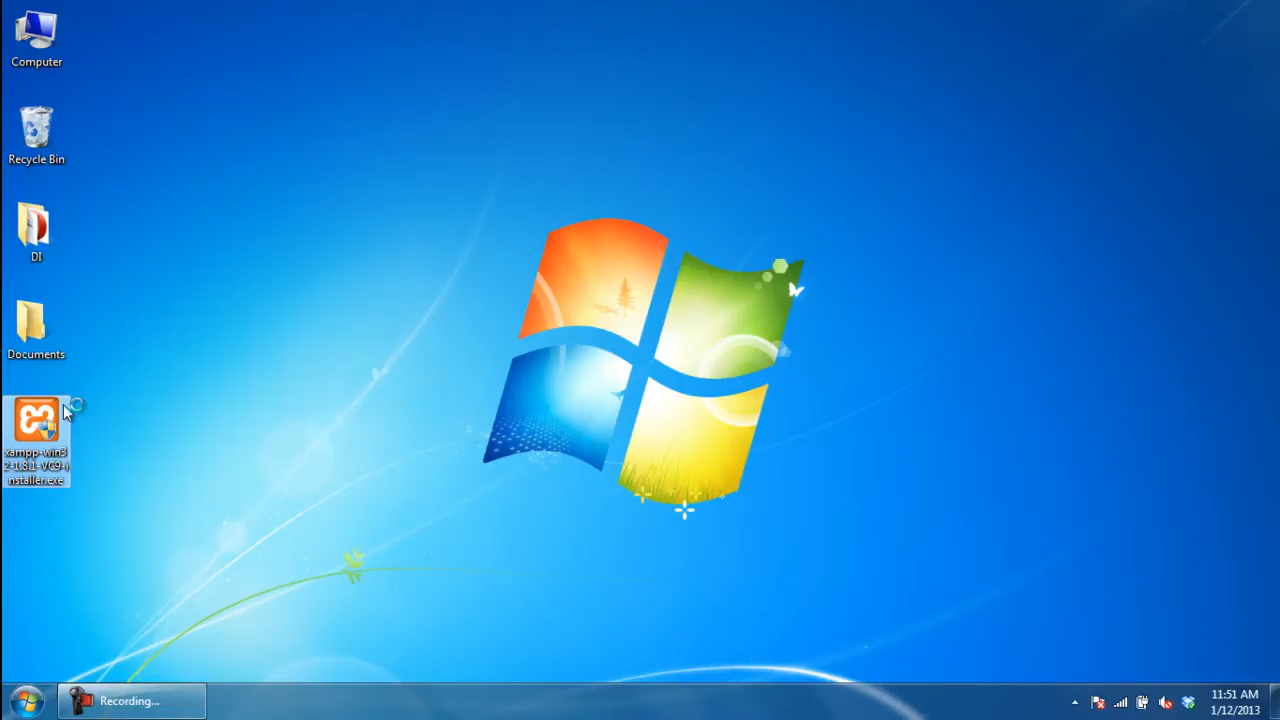 Computer
Recycle Bin
DI
Documents
xampp-win3
2-1.8.1-VC9-i
nstaller.exe
Recording...
11:51 AM
1/12/2013